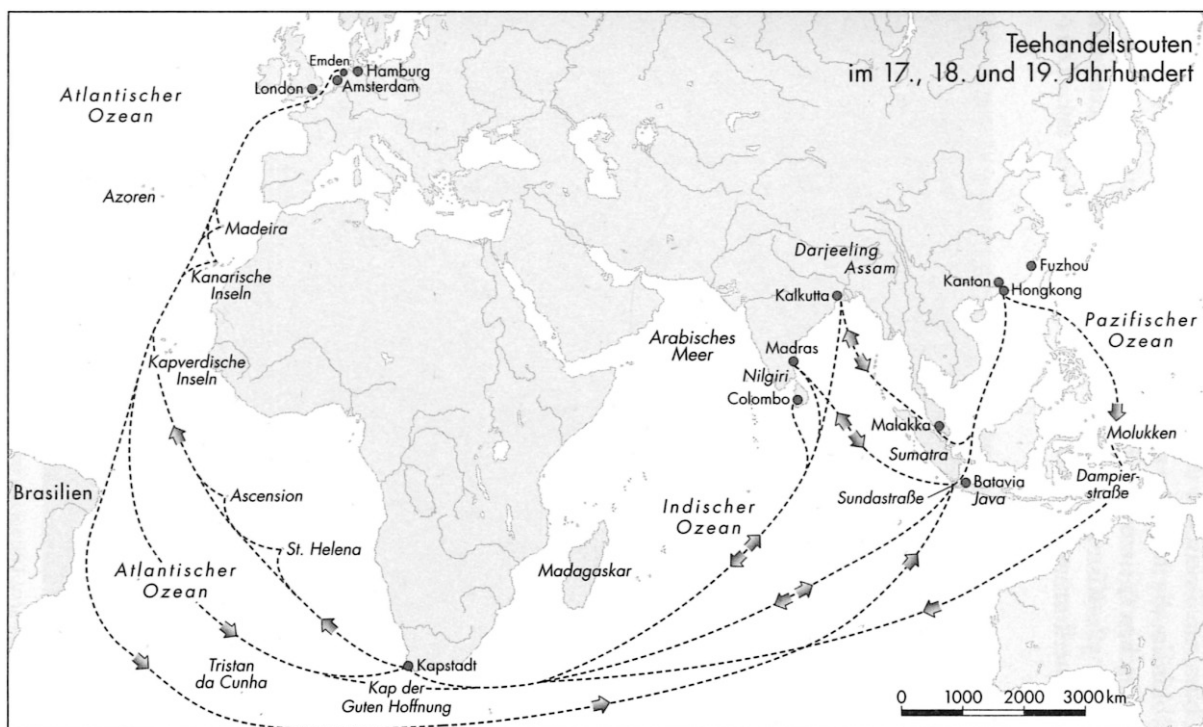 Teehandelsrouten
im 17., 18. und 19. Jahrhundert
Emden
Hamburg
London
Amsterdam
Atlantischer
Ozean
Azoren
Madeira
Kanarische
Inseln
Kapverdische
Inseln
Darjeeling
Assam
Kalkutta
Kanton
Fuzhou
Hongkong
Pazifischer
Ozean
Arabisches
Meer
Madras
Nilgiri
Colombo
Malakka
Sumatra
Molukken
Brasilien
Ascension
St. Helena
Indischer
Ozean
Sundastraße
Batavia
Java
Dampier-
straße
Atlantischer
Ozean
Madagaskar
Tristan
da Cunha
Kapstadt
Kap der
Guten Hoffnung
0 1000 2000 3000 km